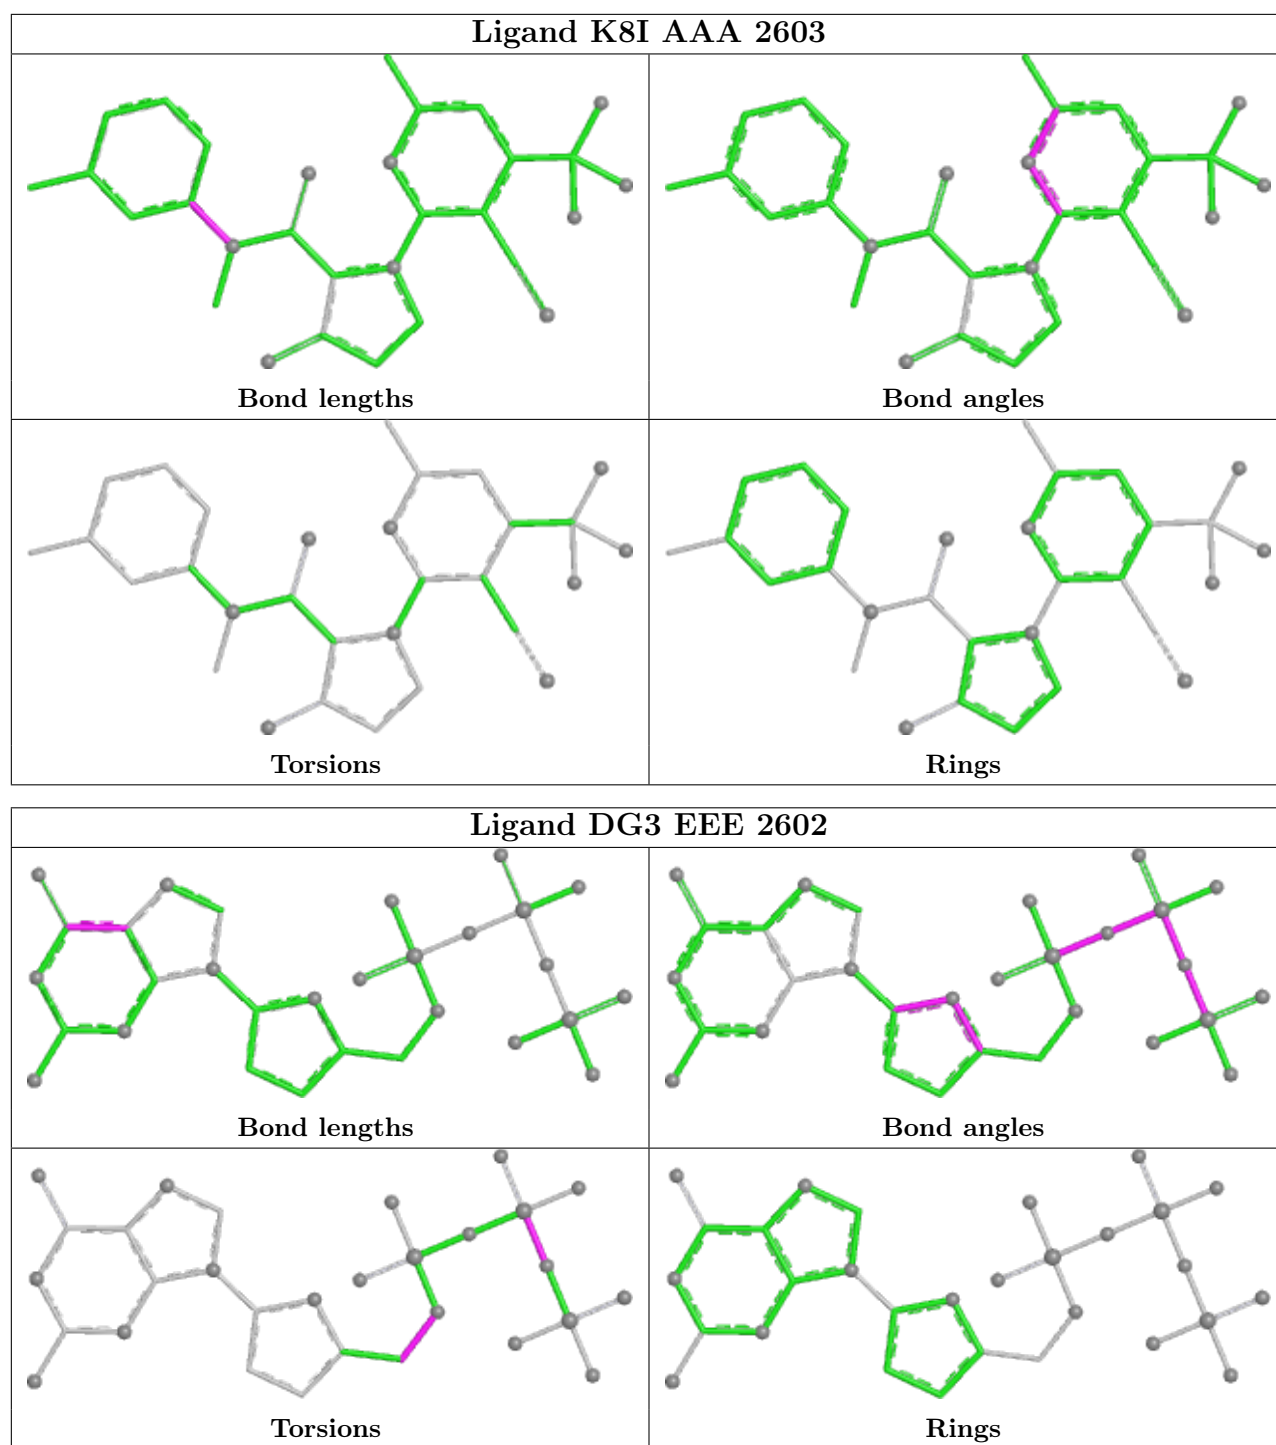 Ligand K8I AAA 2603
Bond lengths
Bond angles
Torsions
Rings
Ligand DG3 EEE 2602
Bond lengths
Bond angles
Torsions
Rings